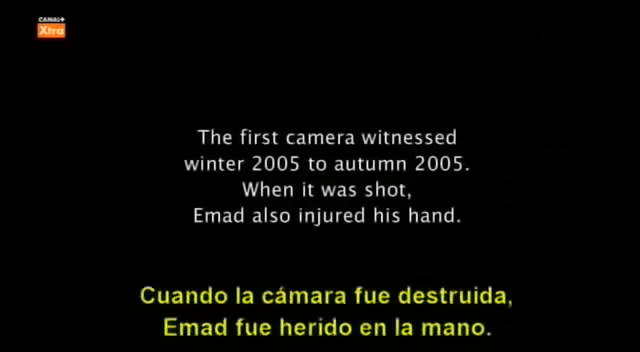 CANAL+
Xtra
The first camera witnessed
winter 2005 to autumn 2005.
When it was shot,
Emad also injured his hand.
Cuando la cámara fue destruida,
Emad fue herido en la mano.